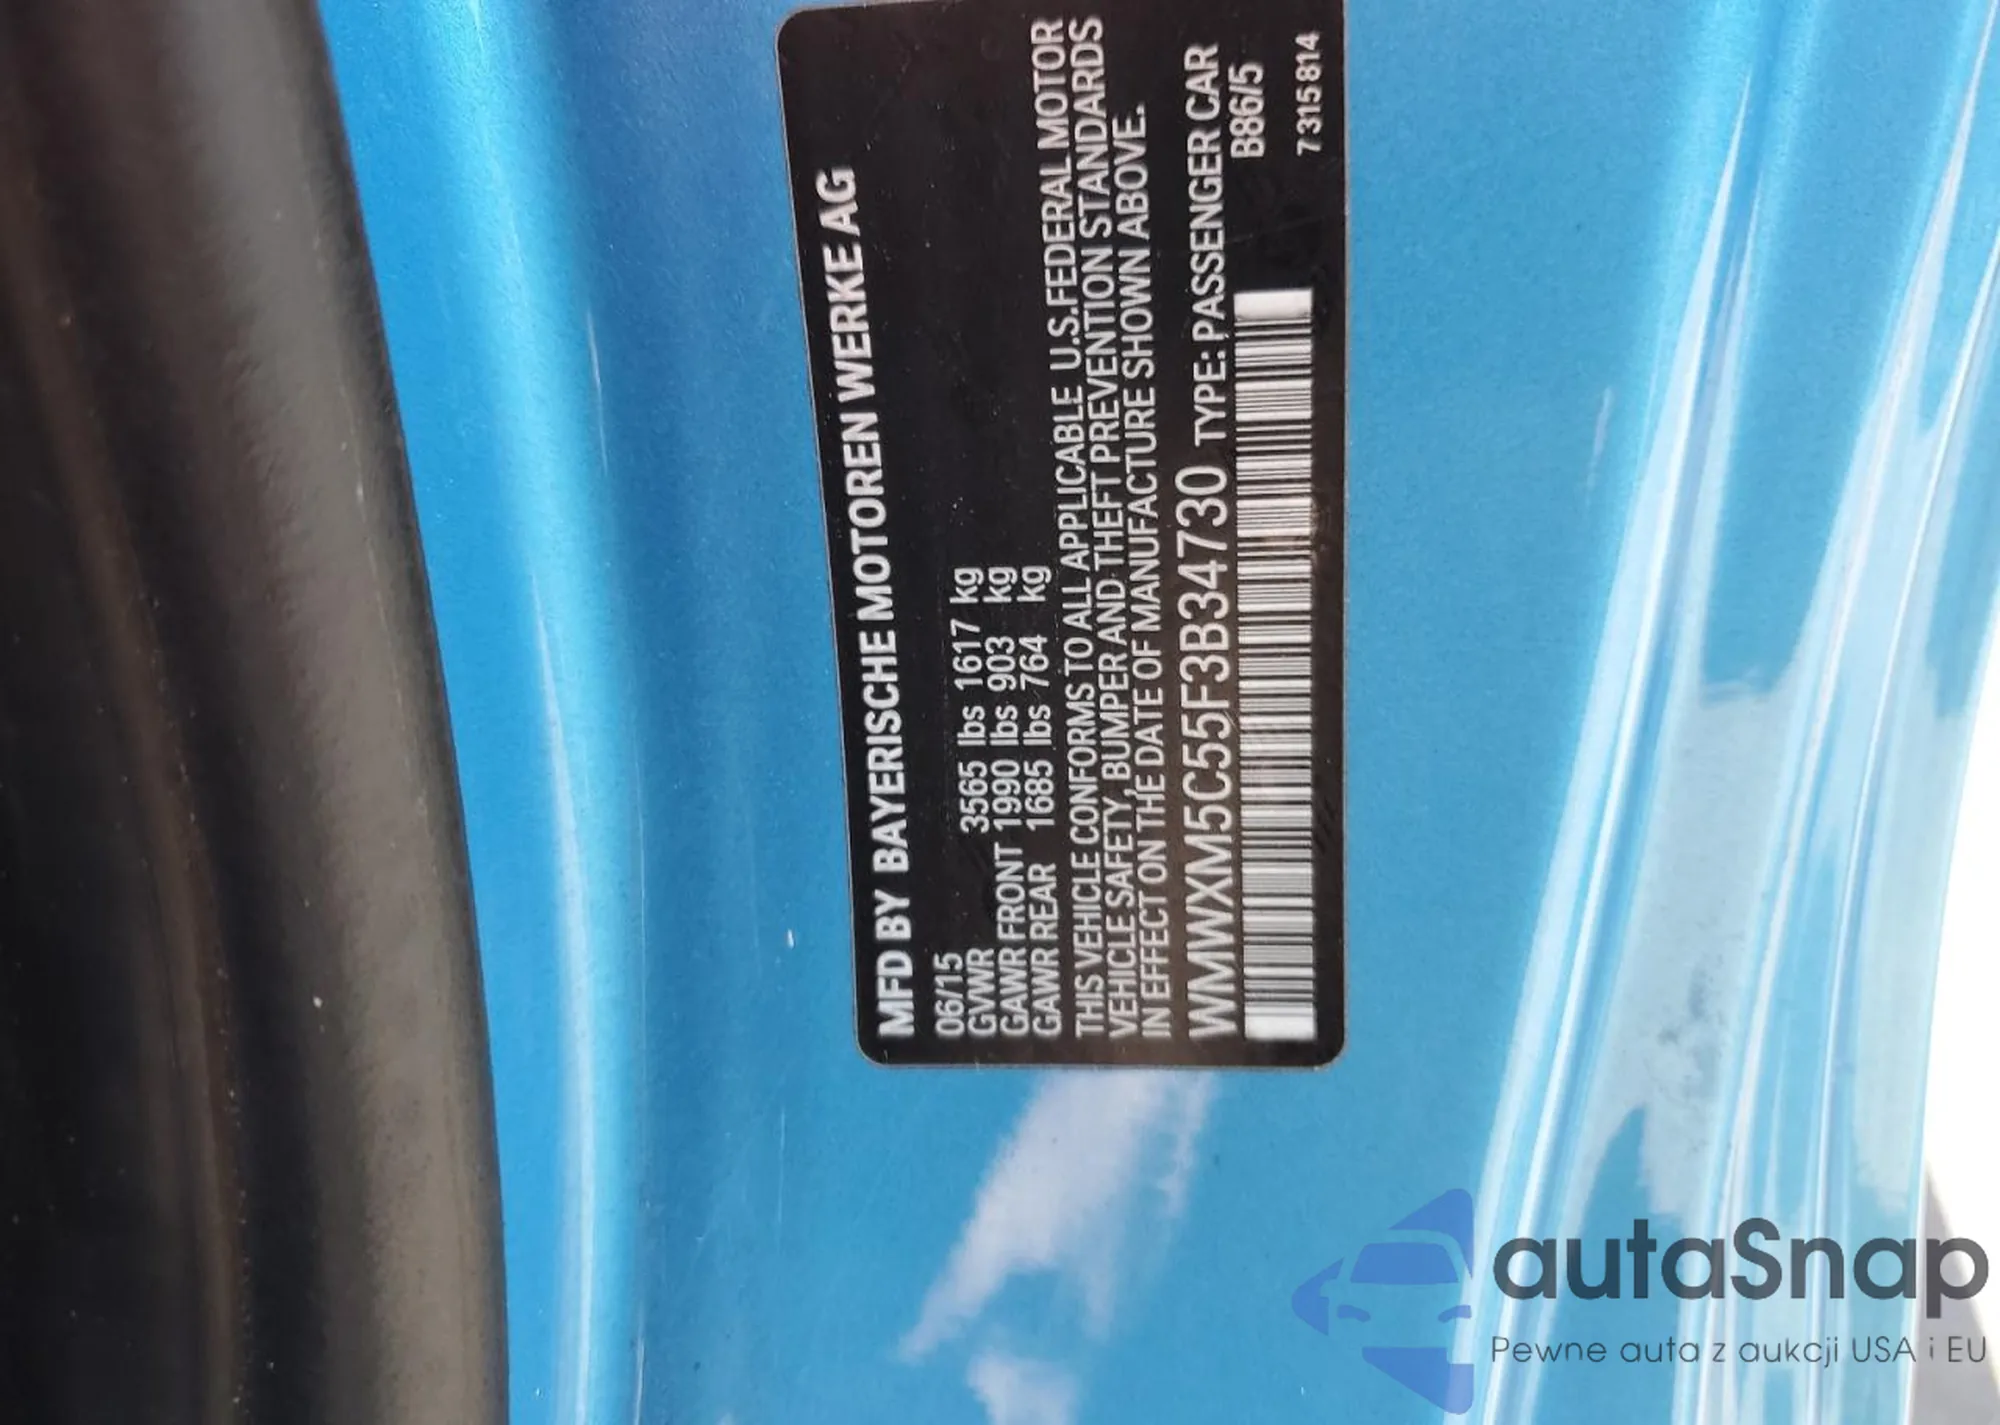 MFD BY BAYERISCHE MOTOREN WERKE AG
06/15
GVWR 3565 lbs 1617 kg
GAWR FRONT 1990 lbs 903 kg
GAWR REAR 1685 lbs 764 kg
THIS VEHICLE CONFORMS TO ALL APPLICABLE U.S.FEDERAL MOTOR
VEHICLE SAFETY, BUMPER AND THEFT PREVENTION STANDARDS
IN EFFECT ON THE DATE OF MANUFACTURE SHOWN ABOVE.
WMWXM5C55F3B34730 TYPE: PASSENGER CAR
B86/5
7315814
autaSnap
Pewne auta z aukcji USA i EU